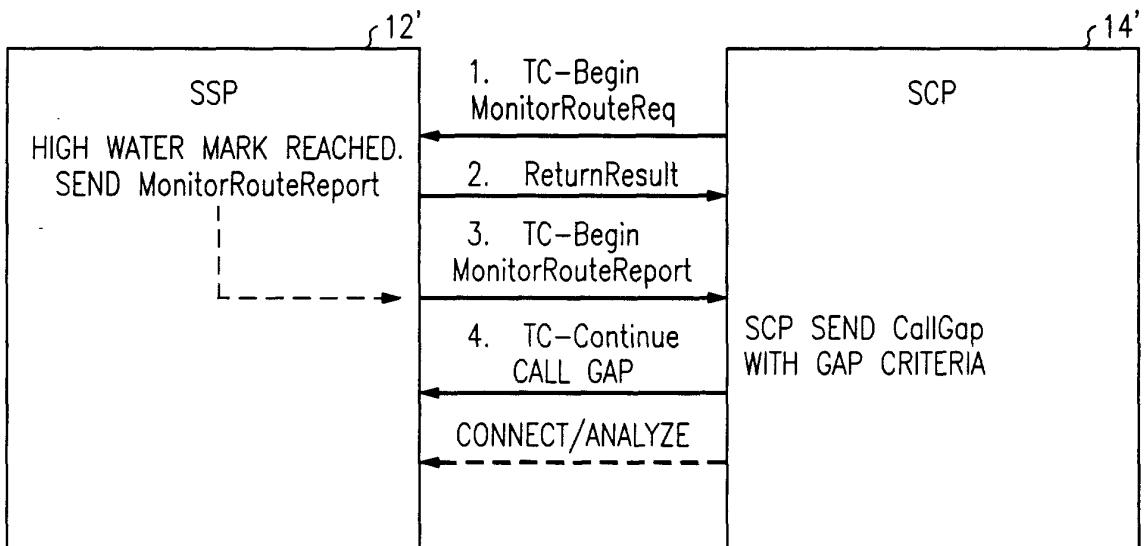 12'
14'
SSP
HIGH WATER MARK REACHED.
SEND MonitorRouteReport
1. TC-Begin
MonitorRouteReq
2. ReturnResult
3. TC-Begin
MonitorRouteReport
4. TC-Continue
CALL GAP
CONNECT/ANALYZE
SCP
SCP SEND CallGap
WITH GAP CRITERIA